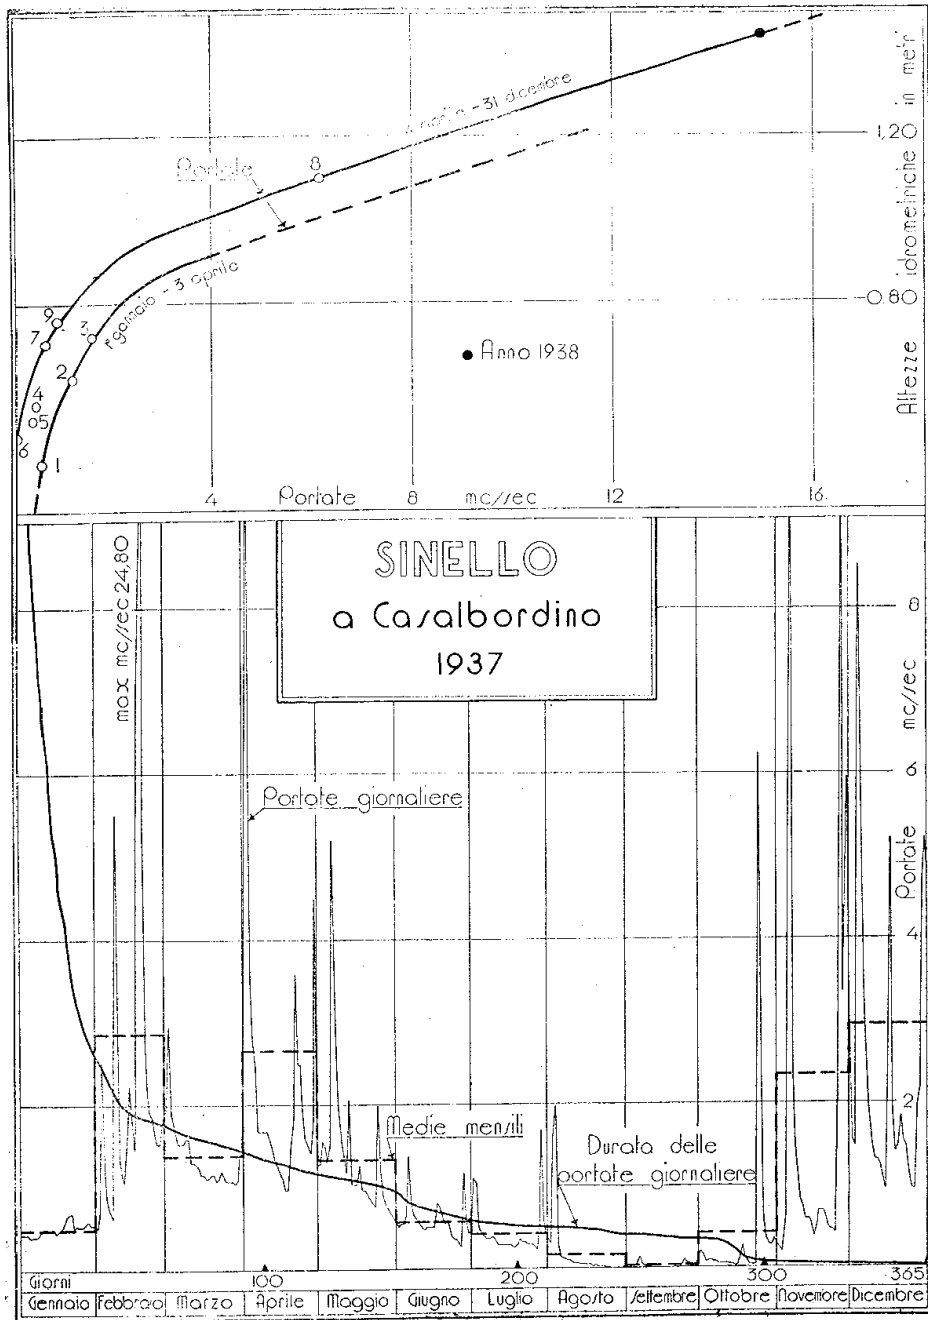 Altezze idrometriche in metri
1,20
0.80
4 aprile - 31 dicembre
Portate
1º gennaio - 3 aprile
8
9
7
3
2
4
5
6
1
Anno 1938
4
Portate
8
mc/sec
12
16
SINELLO
a Casalbordino
1937
max mc/sec 24,80
8
mc/sec
6
Portate
4
2
Portate giornaliere
Medie mensili
Durata delle
portate giornaliere
Giorni
100
200
300
365
Gennaio Febbraio Marzo Aprile Maggio Giugno Luglio Agosto Settembre Ottobre Novembre Dicembre